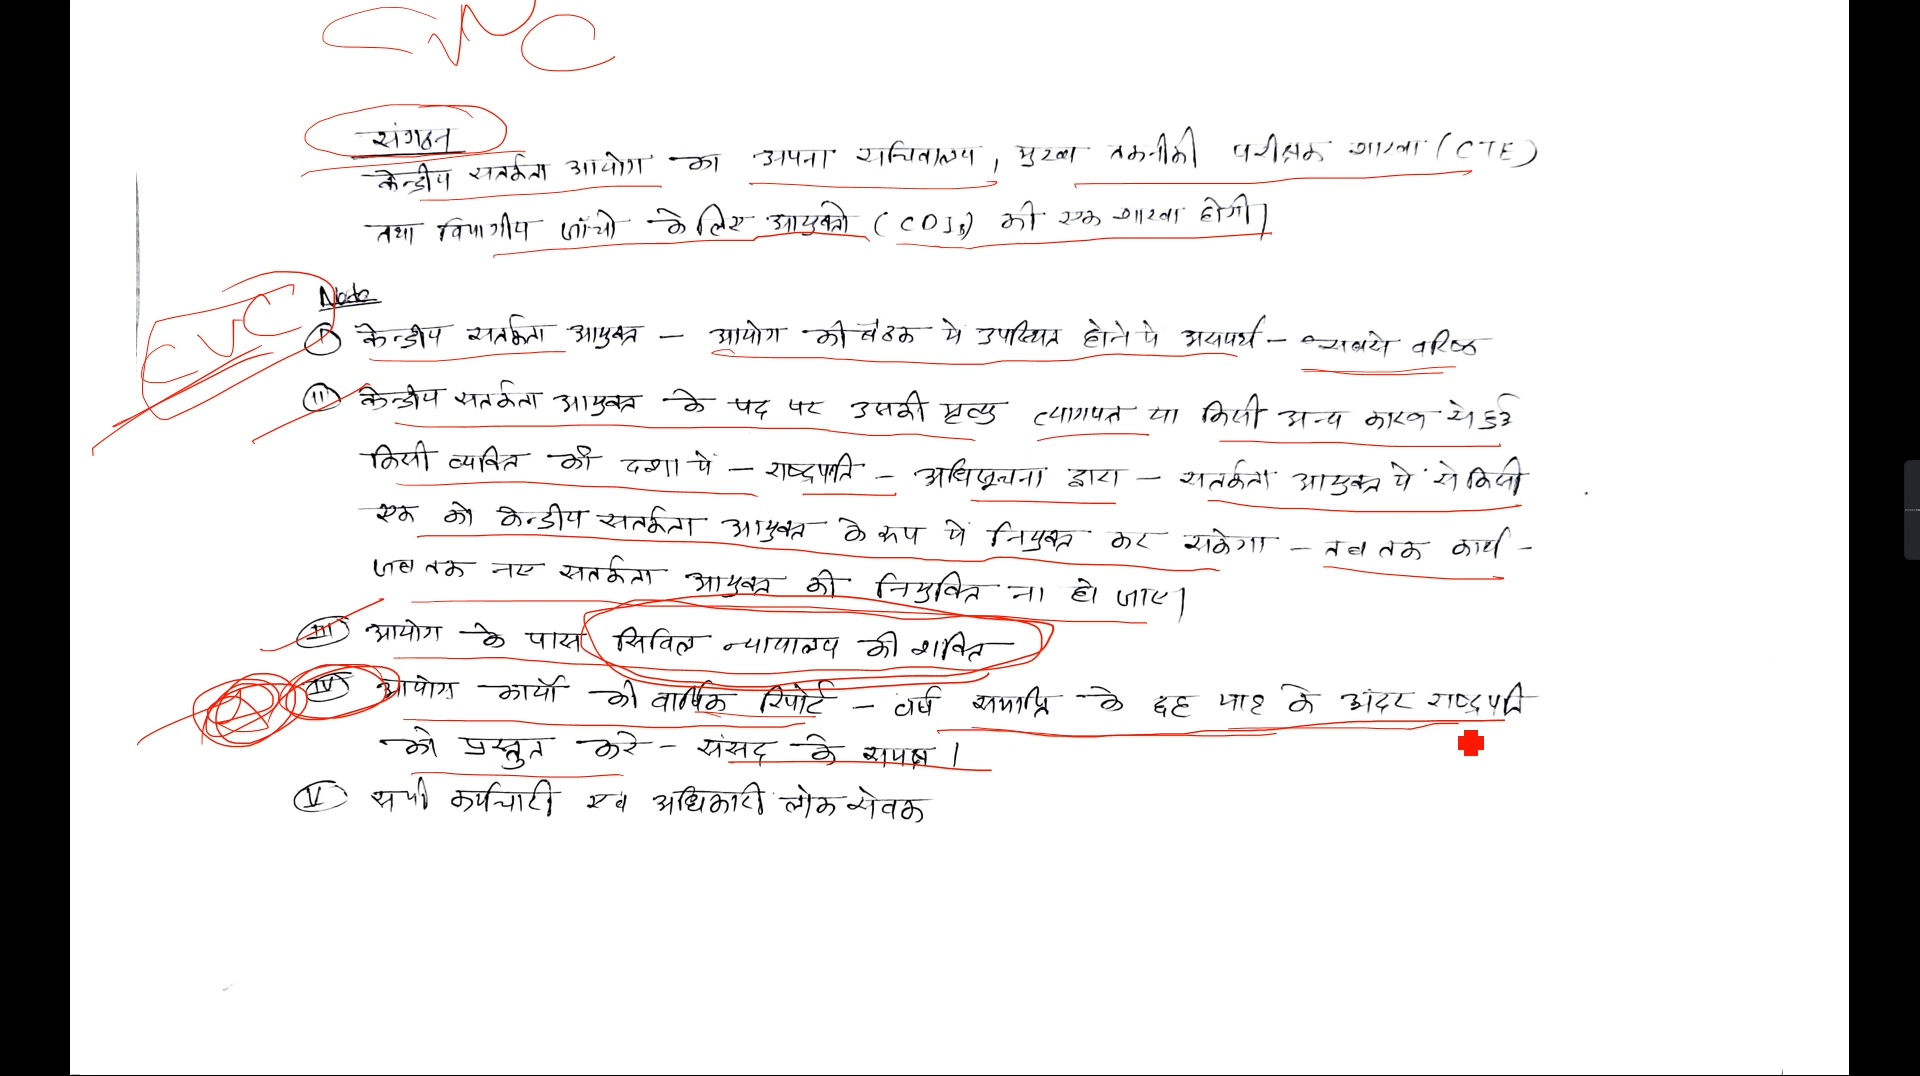 CVC
संगठन
केन्द्रीय सतर्कता आयोग का अपना सचिवालय, मुख्य तकनीकी परीक्षक शाखा (CTE)
तथा विभागीय जाँचो के लिए आयुक्तो (CDIs) की एक शाखा होगी।
Note
CVC
(I) केन्द्रीय सतर्कता आयुक्त – आयोग की बैठक मे उपस्थित होने मे असमर्थ – सबसे वरिष्ठ
(II) केन्द्रीय सतर्कता आयुक्त के पद पर उसकी मृत्यु त्यागपत्र या किसी अन्य कारण से हुई
किसी व्यक्ति की दशा मे – राष्ट्रपति – अधिसूचना द्वारा – सतर्कता आयुक्त मे से किसी
एक को केन्द्रीय सतर्कता आयुक्त के रूप मे नियुक्त कर सकेगा – तब तक कार्य –
जब तक नए सतर्कता आयुक्त की नियुक्ति ना हो जाए।
(III) आयोग के पास सिविल न्यायालय की शक्ति
(IV) आयोग कार्यो की वार्षिक रिपोर्ट – वर्ष समाप्ति के छह माह के अंदर राष्ट्रपति
को प्रस्तुत करे – संसद के समक्ष।
(V) सभी कर्मचारी एवं अधिकारी लोक सेवक